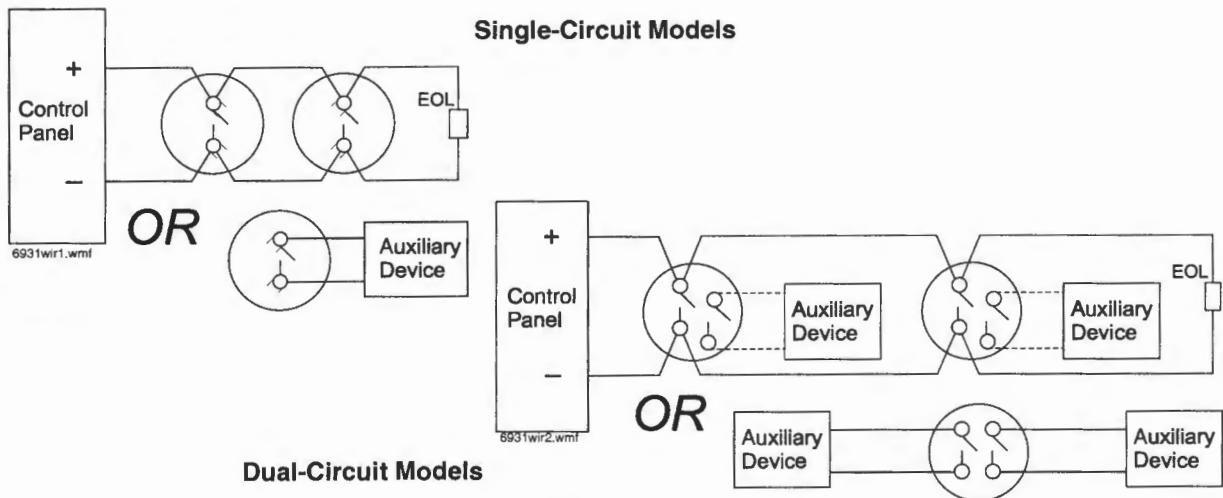 Single-Circuit Models
+
Control
Panel
−
EOL
6931wir1.wmf
OR
Auxiliary
Device
+
Control
Panel
−
EOL
Auxiliary
Device
Auxiliary
Device
6931wir2.wmf
OR
Auxiliary
Device
Auxiliary
Device
Dual-Circuit Models